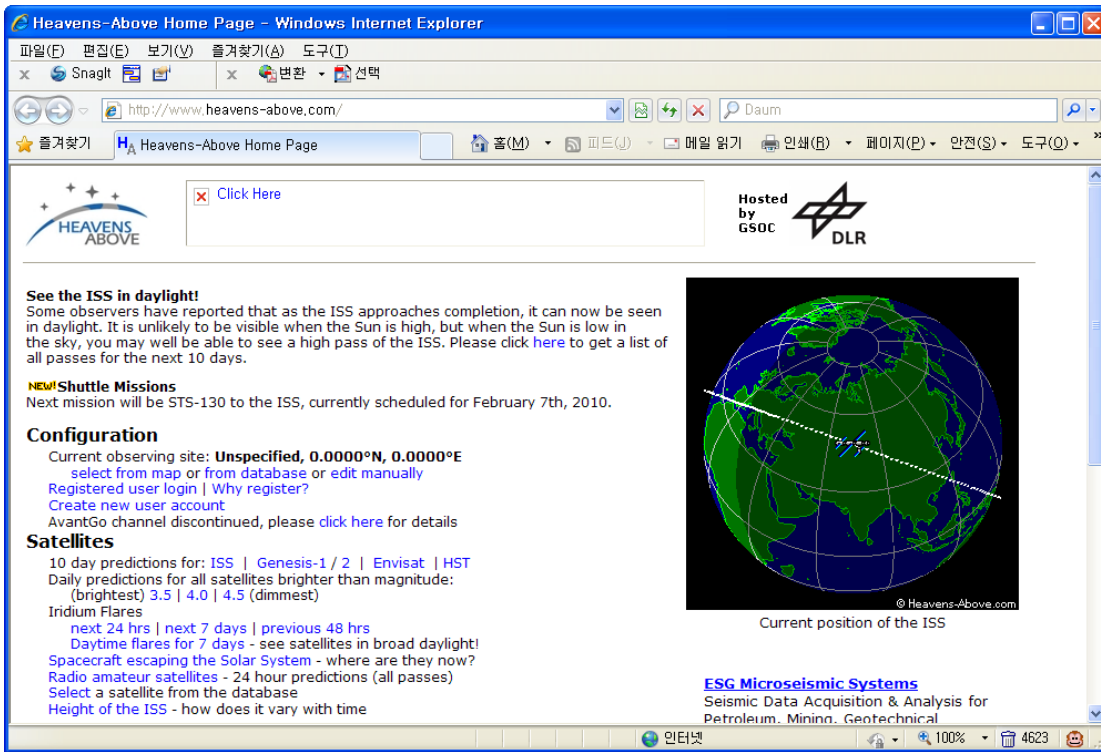 Heavens-Above Home Page - Windows Internet Explorer
파일(F) 편집(E) 보기(V) 즐겨찾기(A) 도구(T)
x SnagIt x 변환 선택
http://www.heavens-above.com/ Daum
즐겨찾기 HA Heavens-Above Home Page 홈(M) 피드(J) 메일 읽기 인쇄(R) 페이지(P) 안전(S) 도구(O) »
HEAVENS
ABOVE
Click Here
Hosted
by
GSOC
DLR
See the ISS in daylight!
Some observers have reported that as the ISS approaches completion, it can now be seen
in daylight. It is unlikely to be visible when the Sun is high, but when the Sun is low in
the sky, you may well be able to see a high pass of the ISS. Please click here to get a list of
all passes for the next 10 days.
NEW! Shuttle Missions
Next mission will be STS-130 to the ISS, currently scheduled for February 7th, 2010.
Configuration
Current observing site: Unspecified, 0.0000°N, 0.0000°E
select from map or from database or edit manually
Registered user login | Why register?
Create new user account
AvantGo channel discontinued, please click here for details
Satellites
10 day predictions for: ISS | Genesis-1 / 2 | Envisat | HST
Daily predictions for all satellites brighter than magnitude:
(brightest) 3.5 | 4.0 | 4.5 (dimmest)
Iridium Flares
next 24 hrs | next 7 days | previous 48 hrs
Daytime flares for 7 days - see satellites in broad daylight!
Spacecraft escaping the Solar System - where are they now?
Radio amateur satellites - 24 hour predictions (all passes)
Select a satellite from the database
Height of the ISS - how does it vary with time
© Heavens-Above.com
Current position of the ISS
ESG Microseismic Systems
Seismic Data Acquisition & Analysis for
Petroleum, Mining, Geotechnical
인터넷 100% 4623